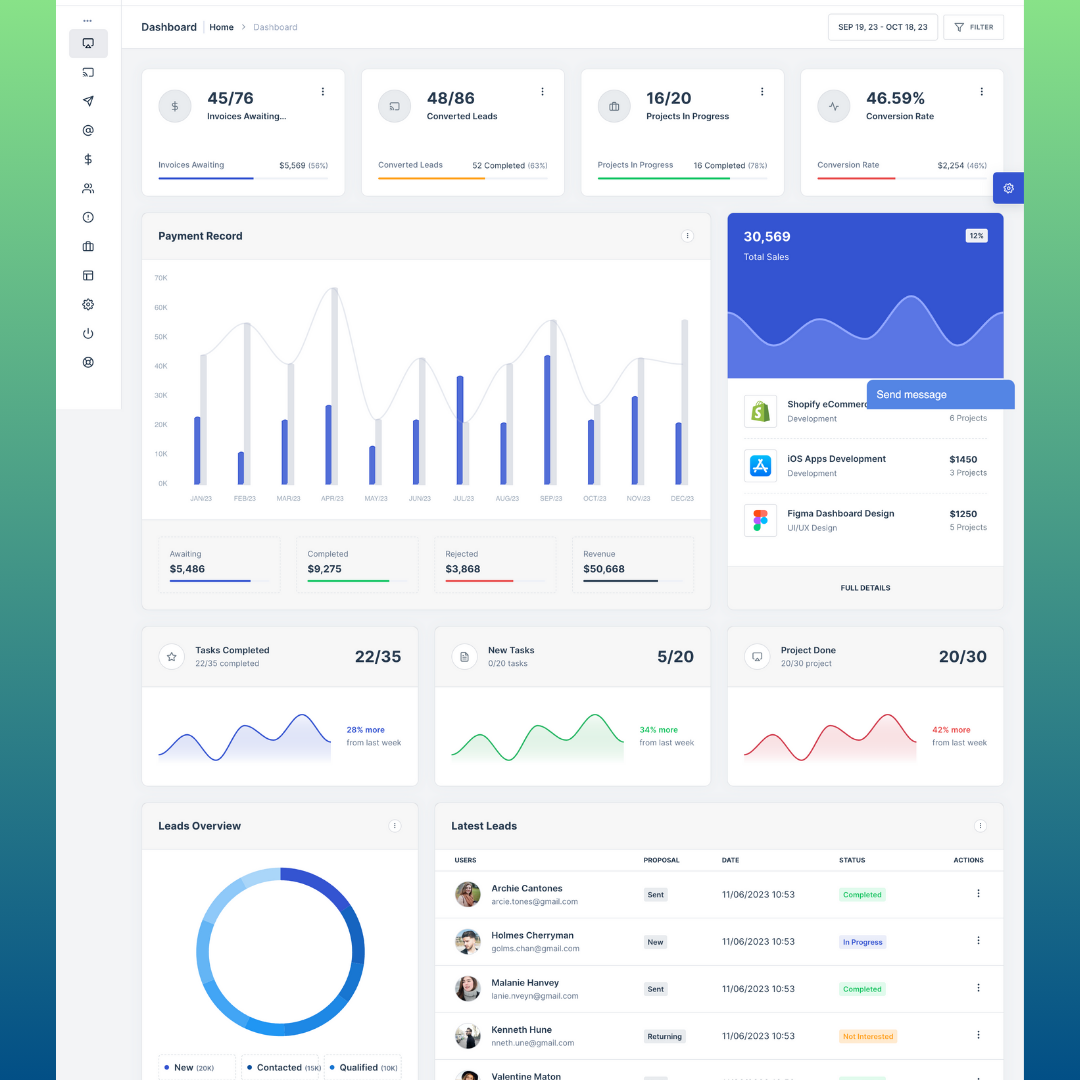 Dashboard Home Dashboard
SEP 19, 23 - OCT 18, 23 FILTER
45/76
Invoices Awaiting...
Invoices Awaiting $5,569 (56%)
48/86
Converted Leads
Converted Leads 52 Completed (63%)
16/20
Projects In Progress
Projects In Progress 16 Completed (78%)
46.59%
Conversion Rate
Conversion Rate $2,254 (46%)
Payment Record
70K
60K
50K
40K
30K
20K
10K
0K
JAN/23 FEB/23 MAR/23 APR/23 MAY/23 JUN/23 JUL/23 AUG/23 SEP/23 OCT/23 NOV/23 DEC/23
Awaiting
$5,486
Completed
$9,275
Rejected
$3,868
Revenue
$50,668
30,569 12%
Total Sales
Send message
Shopify eCommerc
Development 6 Projects
iOS Apps Development $1450
Development 3 Projects
Figma Dashboard Design $1250
UI/UX Design 5 Projects
FULL DETAILS
Tasks Completed
22/35 completed
22/35
28% more
from last week
New Tasks
0/20 tasks
5/20
34% more
from last week
Project Done
20/30 project
20/30
42% more
from last week
Leads Overview
New (20K) Contacted (15K) Qualified (10K)
Latest Leads
USERS PROPOSAL DATE STATUS ACTIONS
Archie Cantones
arcie.tones@gmail.com
Sent 11/06/2023 10:53 Completed
Holmes Cherryman
golms.chan@gmail.com
New 11/06/2023 10:53 In Progress
Malanie Hanvey
lanie.nveyn@gmail.com
Sent 11/06/2023 10:53 Completed
Kenneth Hune
nneth.une@gmail.com
Returning 11/06/2023 10:53 Not Interested
Valentine Maton